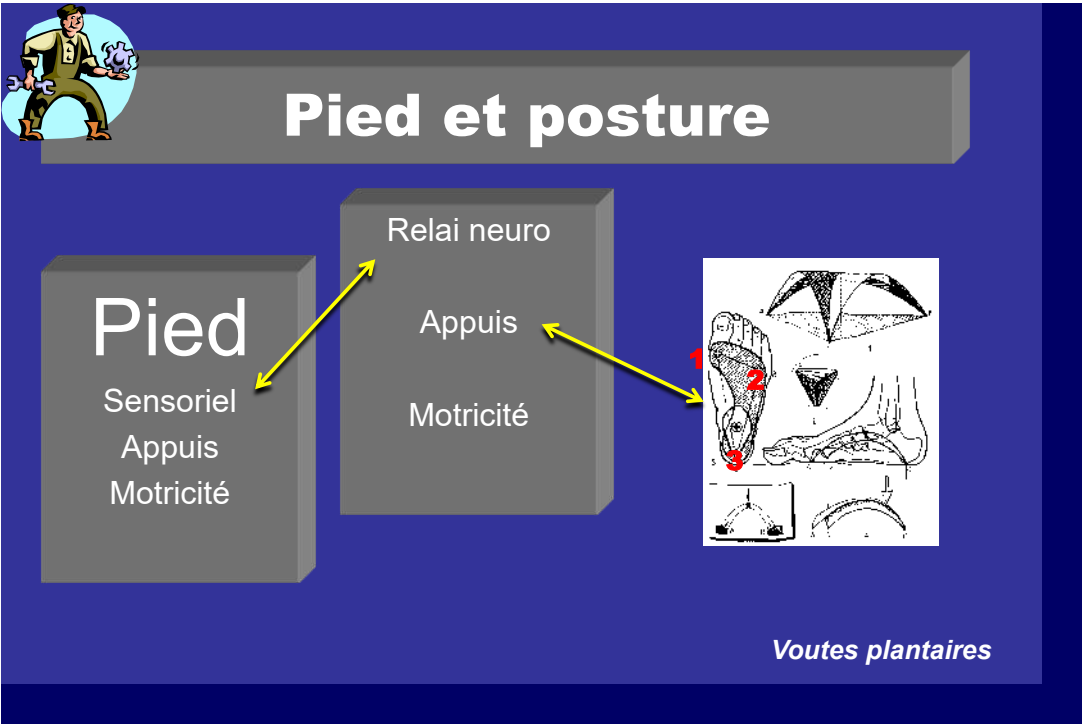 Pied et posture
Pied
Sensoriel
Appuis
Motricité
Relai neuro
Appuis
Motricité
1
2
3
Voutes plantaires